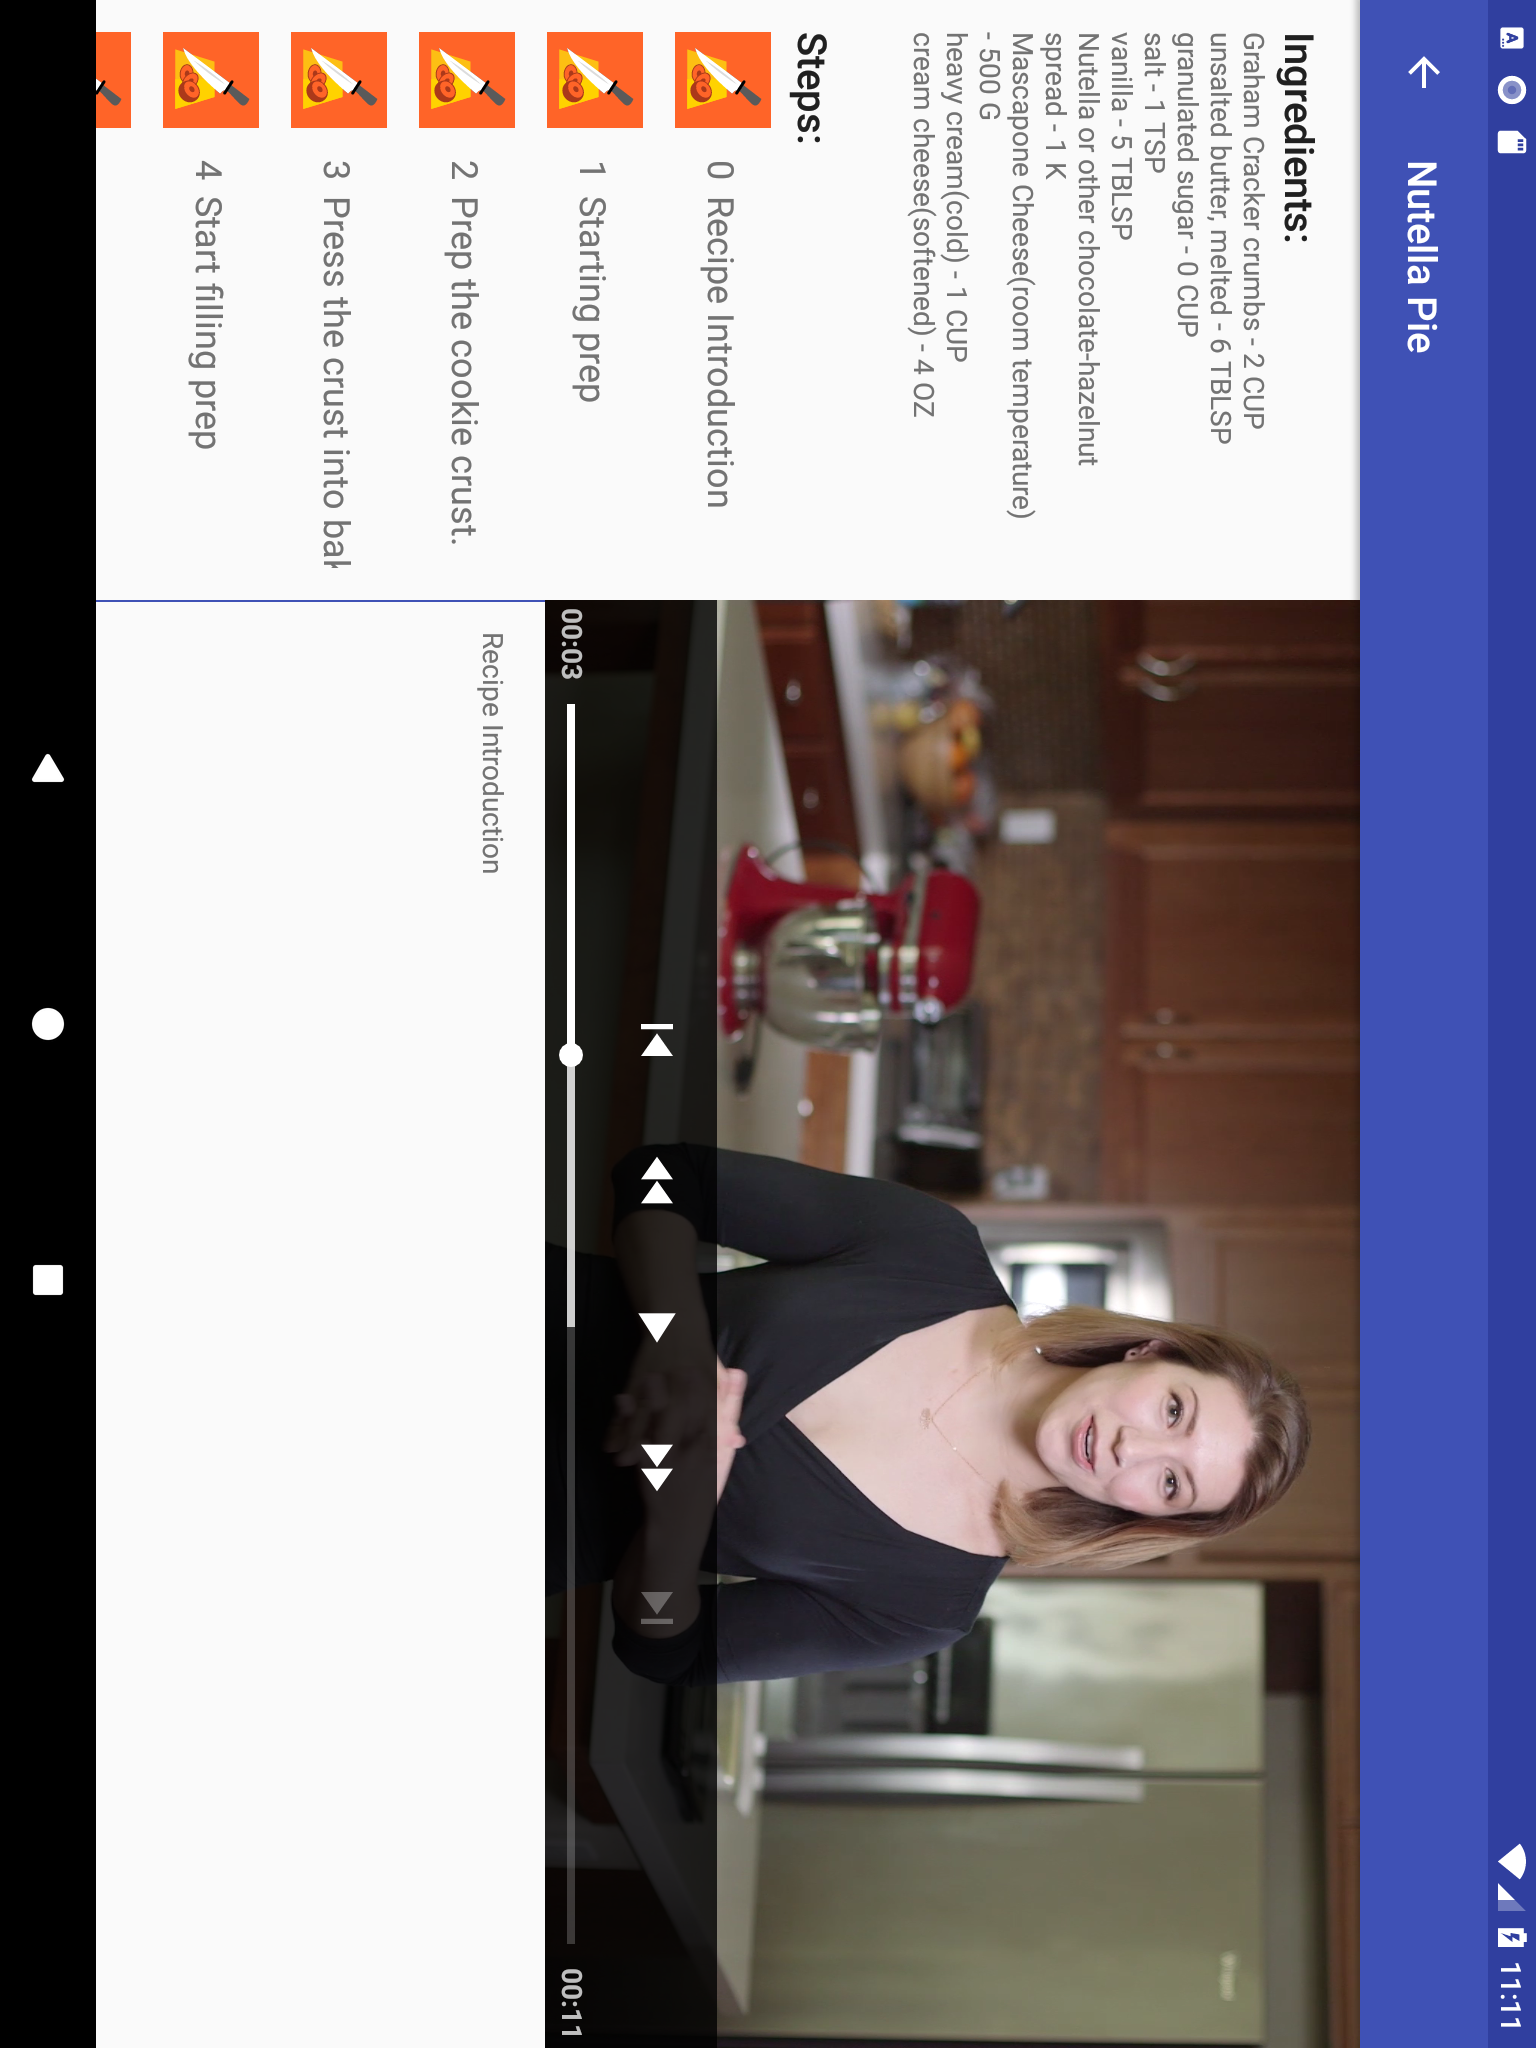 11:11
Nutella Pie
Ingredients:
Graham Cracker crumbs - 2 CUP
unsalted butter, melted - 6 TBLSP
granulated sugar - 0 CUP
salt - 1 TSP
vanilla - 5 TBLSP
Nutella or other chocolate-hazelnut
spread - 1 K
Mascapone Cheese(room temperature)
- 500 G
heavy cream(cold) - 1 CUP
cream cheese(softened) - 4 OZ
Steps:
0 Recipe Introduction
1 Starting prep
2 Prep the cookie crust.
3 Press the crust into bak
4 Start filling prep
00:03
00:11
Recipe Introduction